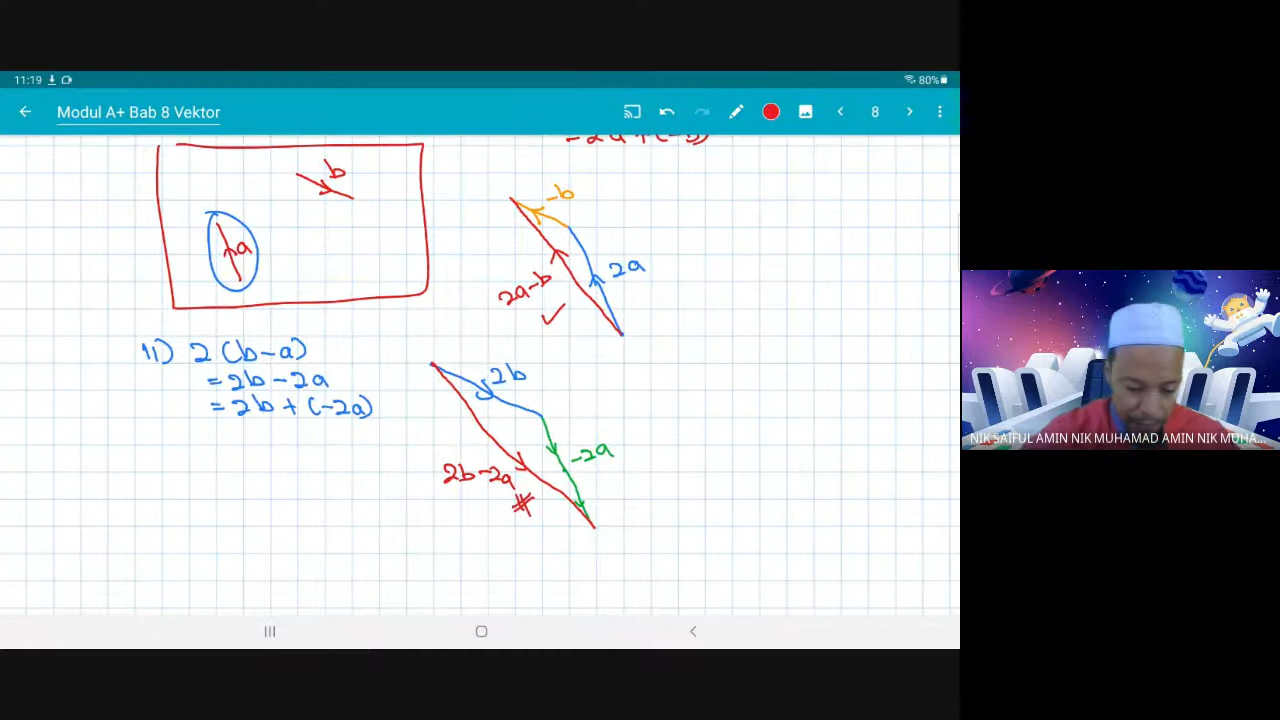 11:19
80%
Modul A+ Bab 8 Vektor
8
-2a+(-b)
b
a
-b
2a
2a-b
11) 2 (b-a)
= 2b - 2a
= 2b + (-2a)
2b
-2a
2b-2a
#
NIK SAIFUL AMIN NIK MUHAMAD AMIN NIK MUHA...